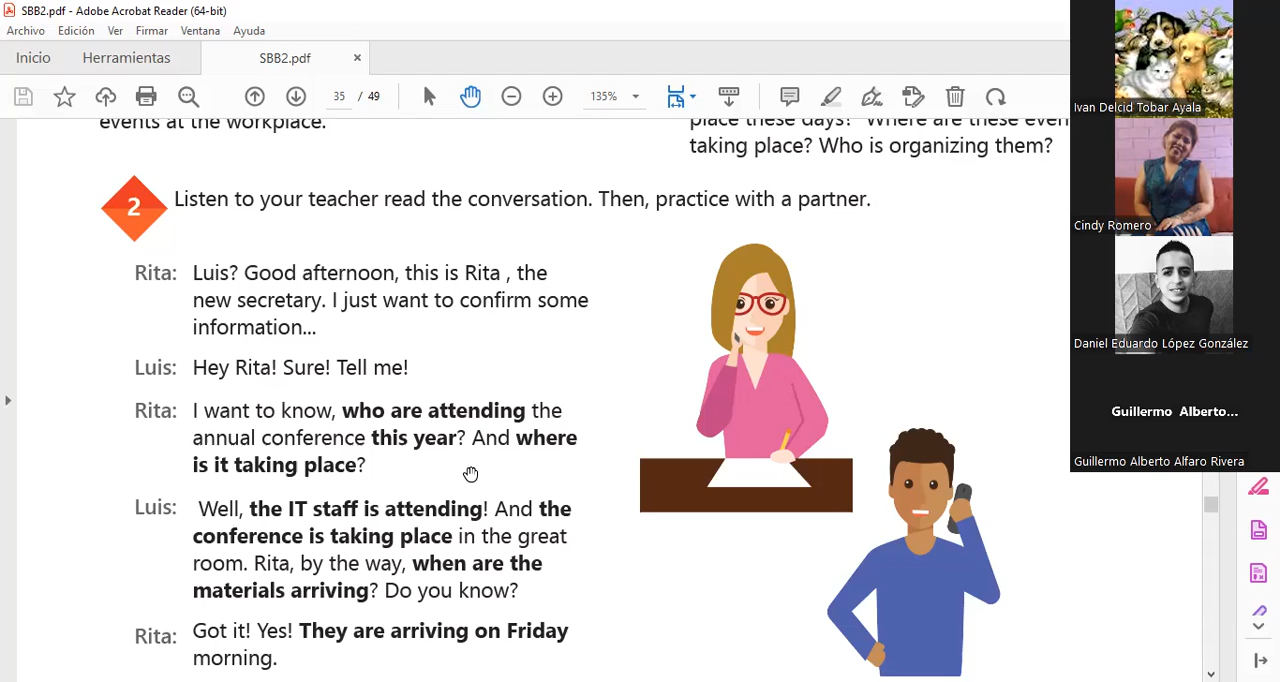 SBB2.pdf - Adobe Acrobat Reader (64-bit)
Archivo Edición Ver Firmar Ventana Ayuda
Inicio Herramientas SBB2.pdf ×
35 / 49 135%
events at the workplace.
place these days? Where are these even
taking place? Who is organizing them?
2 Listen to your teacher read the conversation. Then, practice with a partner.
Rita: Luis? Good afternoon, this is Rita , the
new secretary. I just want to confirm some
information...
Luis: Hey Rita! Sure! Tell me!
Rita: I want to know, who are attending the
annual conference this year? And where
is it taking place?
Luis: Well, the IT staff is attending! And the
conference is taking place in the great
room. Rita, by the way, when are the
materials arriving? Do you know?
Rita: Got it! Yes! They are arriving on Friday
morning.
Ivan Delcid Tobar Ayala
Cindy Romero
Daniel Eduardo López González
Guillermo Alberto...
Guillermo Alberto Alfaro Rivera